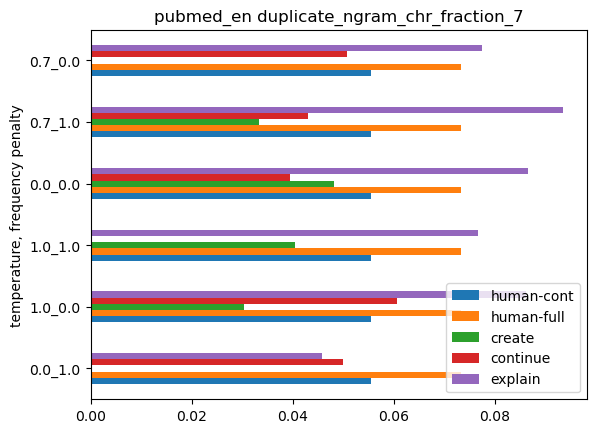 pubmed_en duplicate_ngram_chr_fraction_7
temperature, frequency penalty
0.7_0.0
0.7_1.0
0.0_0.0
1.0_1.0
1.0_0.0
0.0_1.0
human-cont
human-full
create
continue
explain
0.00 0.02 0.04 0.06 0.08